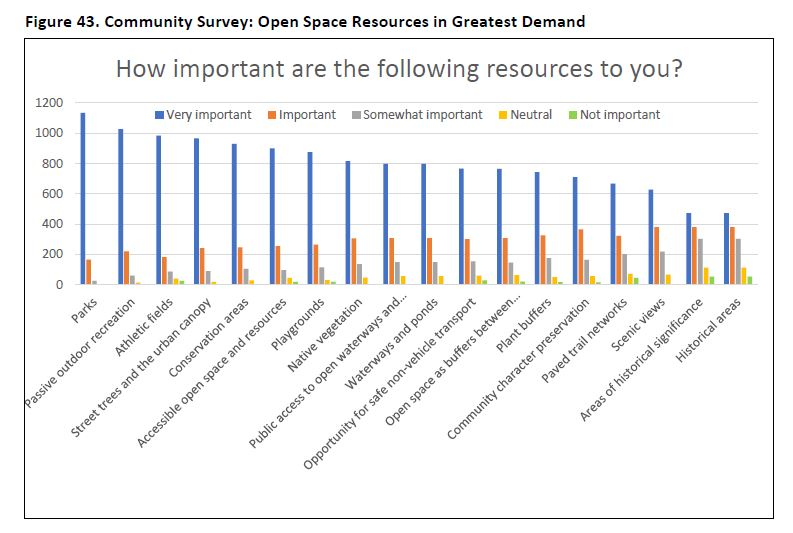 Figure 43. Community Survey: Open Space Resources in Greatest Demand
How important are the following resources to you?
1200
1000
800
600
400
200
0
Very important
Important
Somewhat important
Neutral
Not important
Parks
Passive outdoor recreation
Athletic fields
Street trees and the urban canopy
Conservation areas
Accessible open space and resources
Playgrounds
Native vegetation
Public access to open waterways and...
Waterways and ponds
Opportunity for safe non-vehicle transport
Open space as buffers between...
Plant buffers
Community character preservation
Paved trail networks
Scenic views
Areas of historical significance
Historical areas